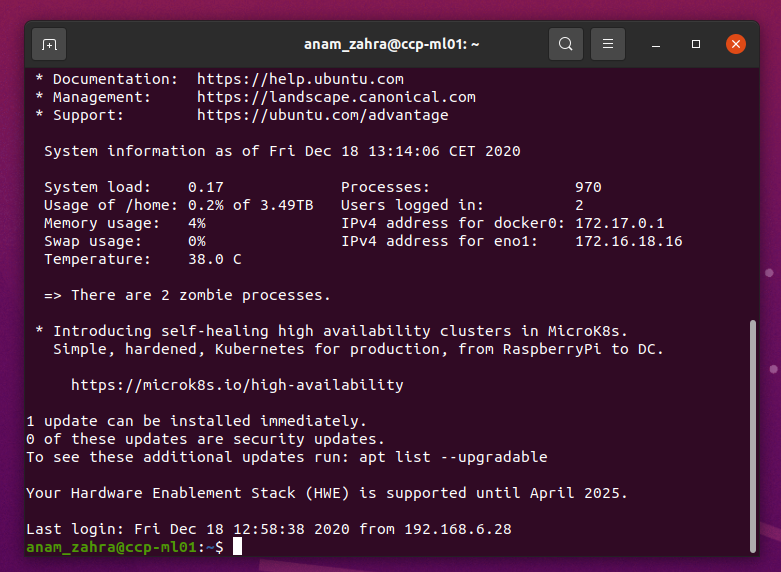 anam_zahra@ccp-ml01: ~
* Documentation:  https://help.ubuntu.com
* Management:     https://landscape.canonical.com
* Support:        https://ubuntu.com/advantage
System information as of Fri Dec 18 13:14:06 CET 2020
System load:    0.17             Processes:                970
Usage of /home: 0.2% of 3.49TB   Users logged in:          2
Memory usage:   4%               IPv4 address for docker0: 172.17.0.1
Swap usage:     0%               IPv4 address for eno1:    172.16.18.16
Temperature:    38.0 C
=> There are 2 zombie processes.
* Introducing self-healing high availability clusters in MicroK8s.
Simple, hardened, Kubernetes for production, from RaspberryPi to DC.
https://microk8s.io/high-availability
1 update can be installed immediately.
0 of these updates are security updates.
To see these additional updates run: apt list --upgradable
Your Hardware Enablement Stack (HWE) is supported until April 2025.
Last login: Fri Dec 18 12:58:38 2020 from 192.168.6.28
anam_zahra@ccp-ml01:~$